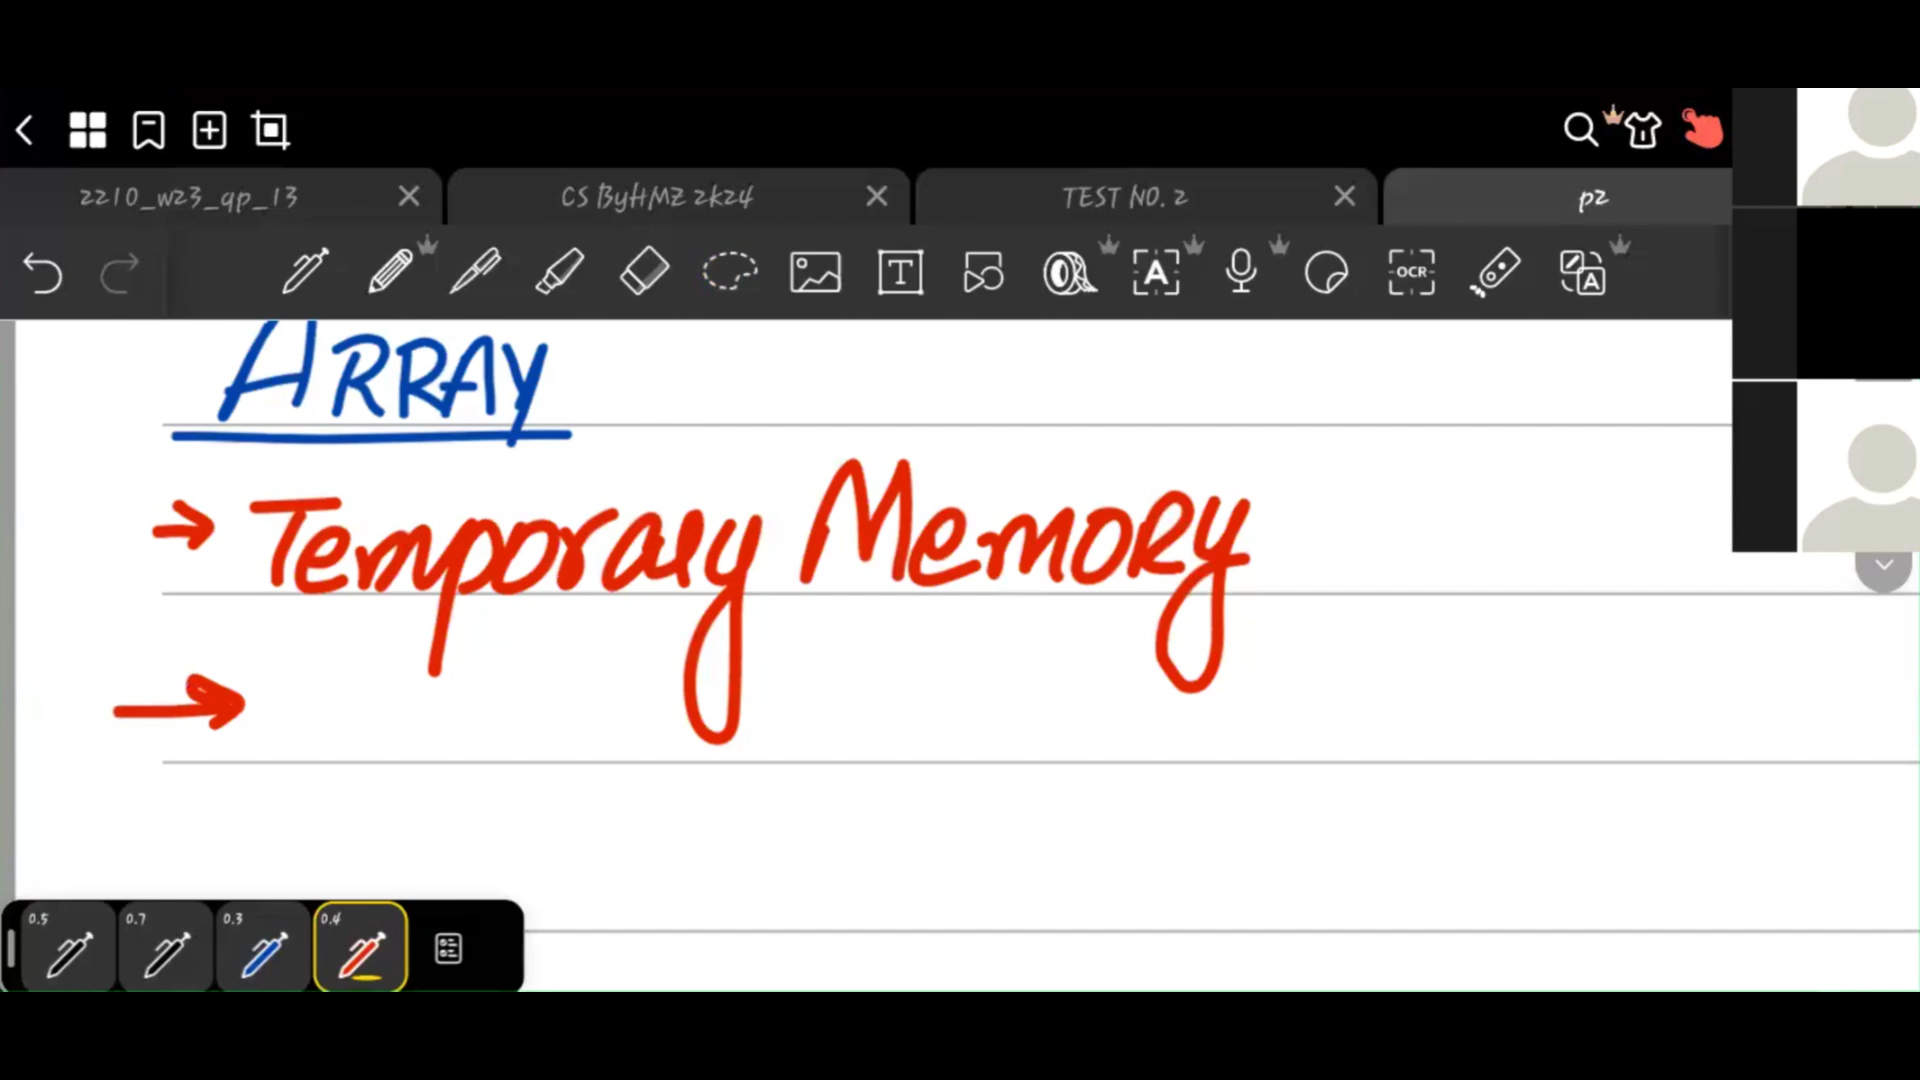 2210_w23_qp_13
CS ByHMZ 2k24
TEST NO. 2
p2
T
A
OCR
A
ARRAY
→ Temporary Memory
→
0.5
0.7
0.3
0.4